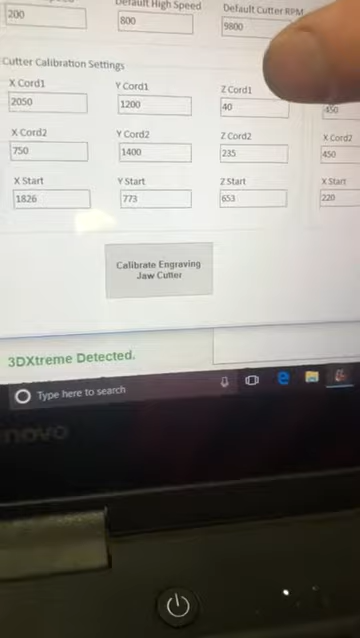 Default High Speed
Default Cutter RPM
200
800
9800
Cutter Calibration Settings
X Cord1
Y Cord1
Z Cord1
2050
1200
40
450
X Cord2
Y Cord2
Z Cord2
X Cord2
750
1400
235
450
X Start
Y Start
Z Start
X Start
1826
773
653
220
Calibrate Engraving
Jaw Cutter
3DXtreme Detected.
Type here to search
novo